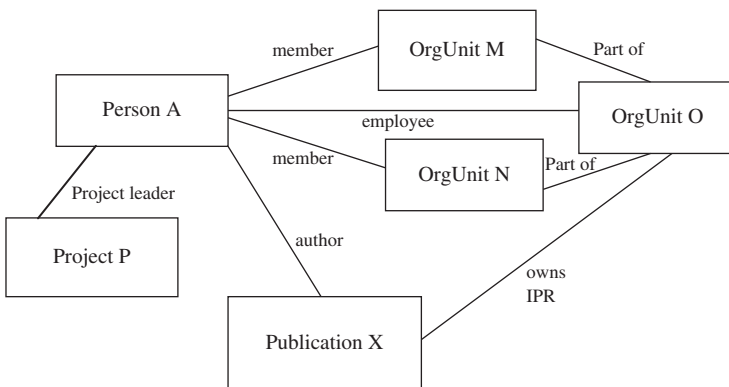 OrgUnit M
member
Part of
Person A
OrgUnit O
employee
member
Part of
OrgUnit N
Project leader
Project P
author
owns
IPR
Publication X